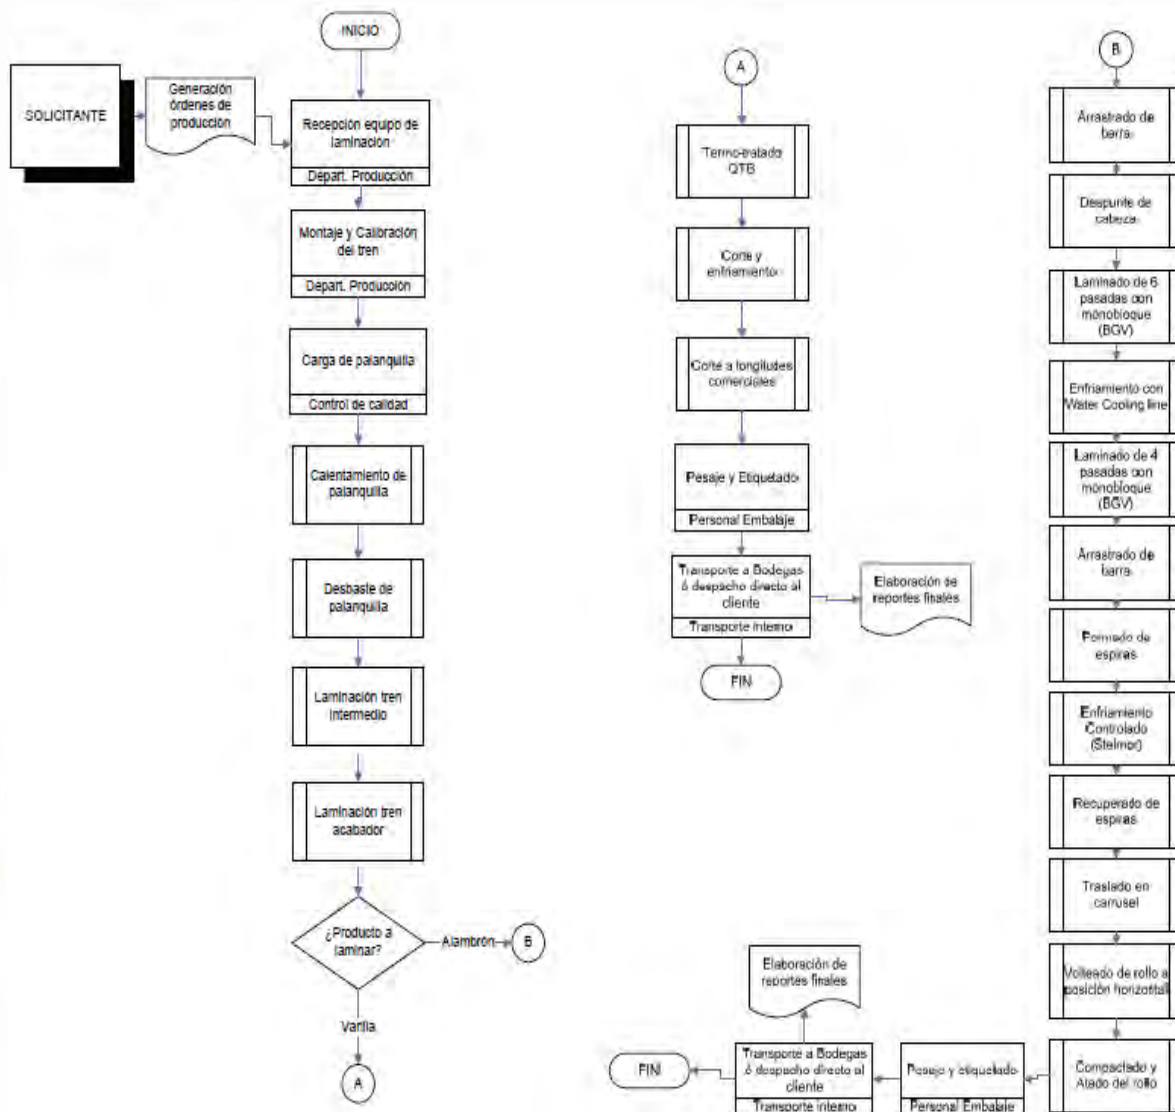 INICIO
SOLICITANTE
Generación
órdenes de
producción
Recepción equipo de
laminación
Depart. Producción
Montaje y Calibración
del tren
Depart. Producción
Carga de palanquilla
Control de calidad
Calentamiento de
palanquilla
Desbaste de
palanquilla
Laminación tren
intermedio
Laminación tren
acabador
¿Producto a
laminar?
Alambrón
B
Varilla
A
A
Termo-tratado
QTB
Corte y
enfriamiento
Corte a longitudes
comerciales
Pesaje y Etiquetado
Personal Embalaje
Transporte a Bodegas
ó despacho directo al
cliente
Transporte interno
Elaboración de
reportes finales
FIN
B
Arrastrado de
barra
Despunte de
cabeza
Laminado de 6
pasadas con
monobloque
(BGV)
Enfriamiento con
Water Cooling line
Laminado de 4
pasadas con
monobloque
(BGV)
Arrastrado de
barra
Formado de
espiras
Enfriamiento
Controlado
(Stelmor)
Recuperado de
espiras
Traslado en
carrusel
Volteado de rollo a
posición horizontal
Compactado y
Atado del rollo
Pesaje y etiquetado
Personal Embalaje
Transporte a Bodegas
ó despacho directo al
cliente
Transporte interno
Elaboración de
reportes finales
FIN